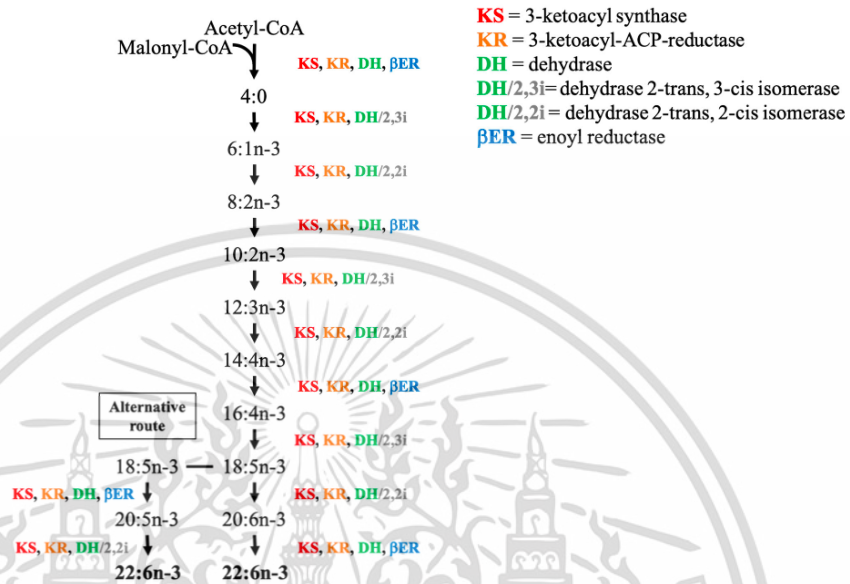 Acetyl-CoA
Malonyl-CoA
KS, KR, DH, βER
4:0
KS, KR, DH/2,3i
6:1n-3
KS, KR, DH/2,2i
8:2n-3
KS, KR, DH, βER
10:2n-3
KS, KR, DH/2,3i
12:3n-3
KS, KR, DH/2,2i
14:4n-3
KS, KR, DH, βER
16:4n-3
KS, KR, DH/2,3i
Alternative
route
18:5n-3 18:5n-3
KS, KR, DH, βER KS, KR, DH/2,2i
20:5n-3 20:6n-3
KS, KR, DH/2,2i KS, KR, DH, βER
22:6n-3 22:6n-3
KS = 3-ketoacyl synthase
KR = 3-ketoacyl-ACP-reductase
DH = dehydrase
DH/2,3i= dehydrase 2-trans, 3-cis isomerase
DH/2,2i = dehydrase 2-trans, 2-cis isomerase
βER = enoyl reductase